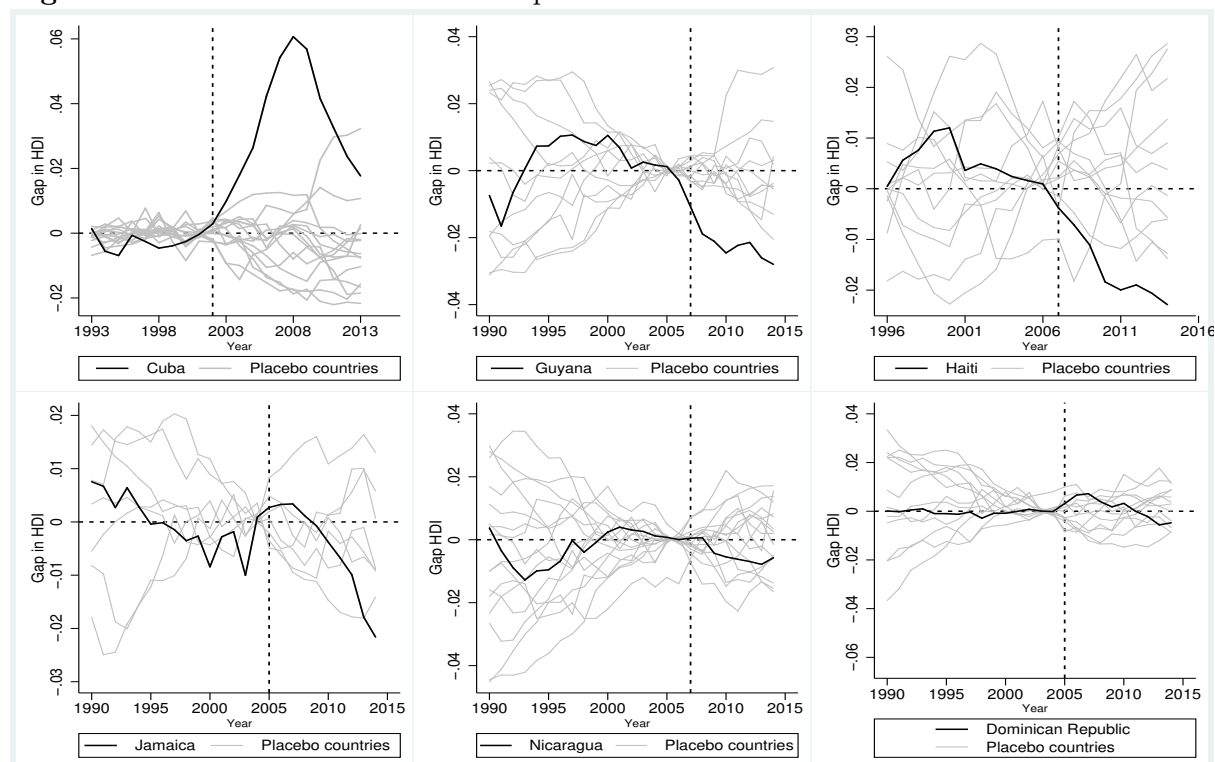 .06
.04
.02
0
-.02
Gap in HDI
1993 1998 2003 2008 2013
Year
Cuba Placebo countries
.04
.02
0
-.02
-.04
Gap in HDI
1990 1995 2000 2005 2010 2015
Year
Guyana Placebo countries
.03
.02
.01
0
-.01
-.02
Gap in HDI
1996 2001 2006 2011 2016
Year
Haiti Placebo countries
.02
.01
0
-.01
-.02
-.03
Gap in HDI
1990 1995 2000 2005 2010 2015
Year
Jamaica Placebo countries
.04
.02
0
-.02
-.04
Gap HDI
1990 1995 2000 2005 2010 2015
Year
Nicaragua Placebo countries
.04
.02
0
-.02
-.04
-.06
Gap HDI
1990 1995 2000 2005 2010 2015
Year
Dominican Republic
Placebo countries